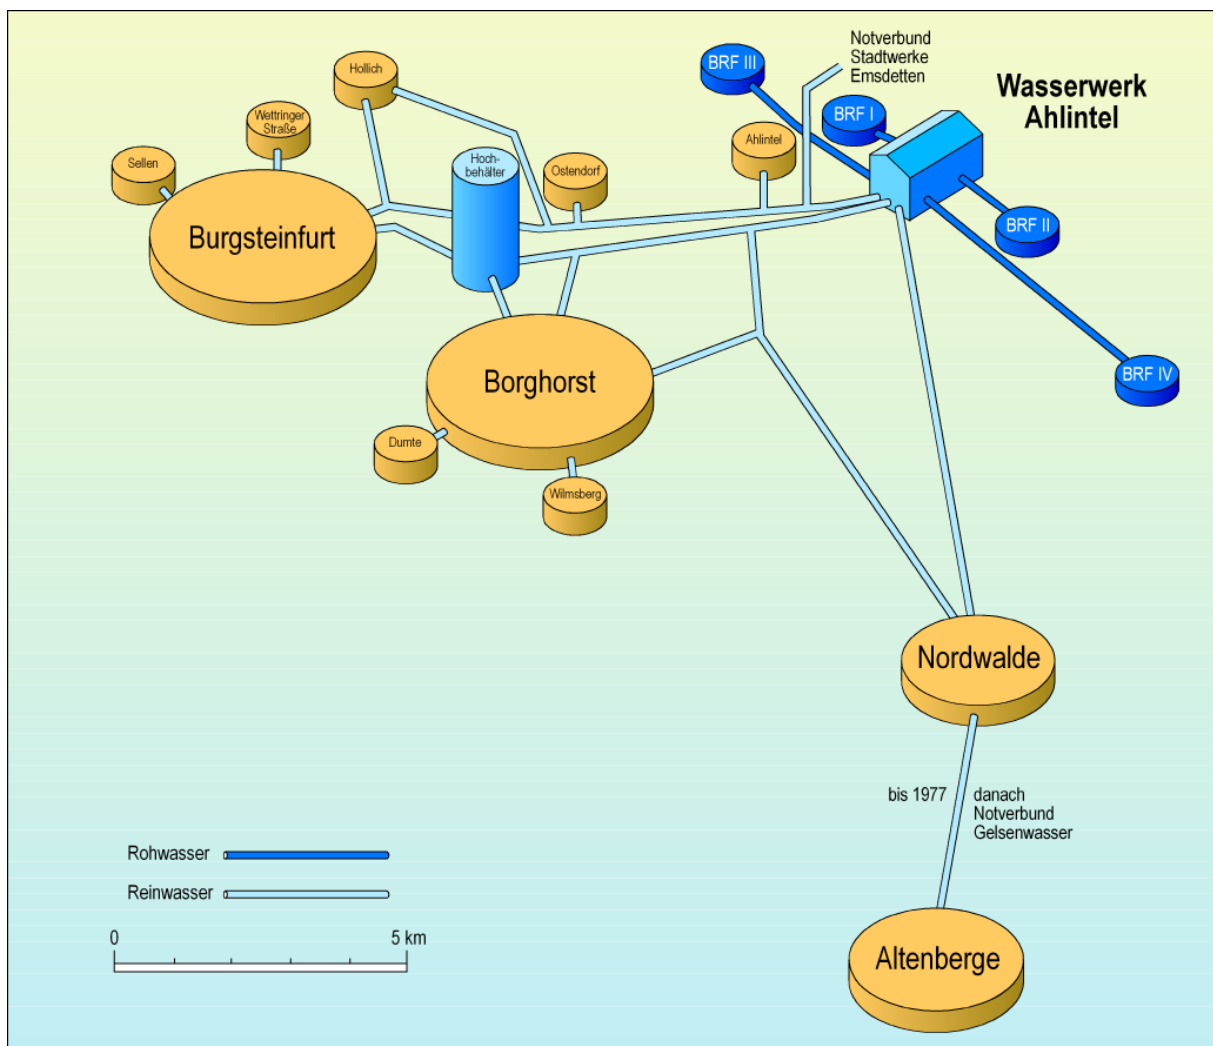 Notverbund
Stadtwerke
Emsdetten
BRF III
Wasserwerk
Ahlintel
Hollich
BRF I
Wettringer
Straße
Ahlintel
Sellen
Hoch-
behälter
Ostendorf
BRF II
Burgsteinfurt
BRF IV
Borghorst
Dumte
Wilmsberg
Nordwalde
bis 1977
danach
Notverbund
Gelsenwasser
Rohwasser
Reinwasser
0
5 km
Altenberge